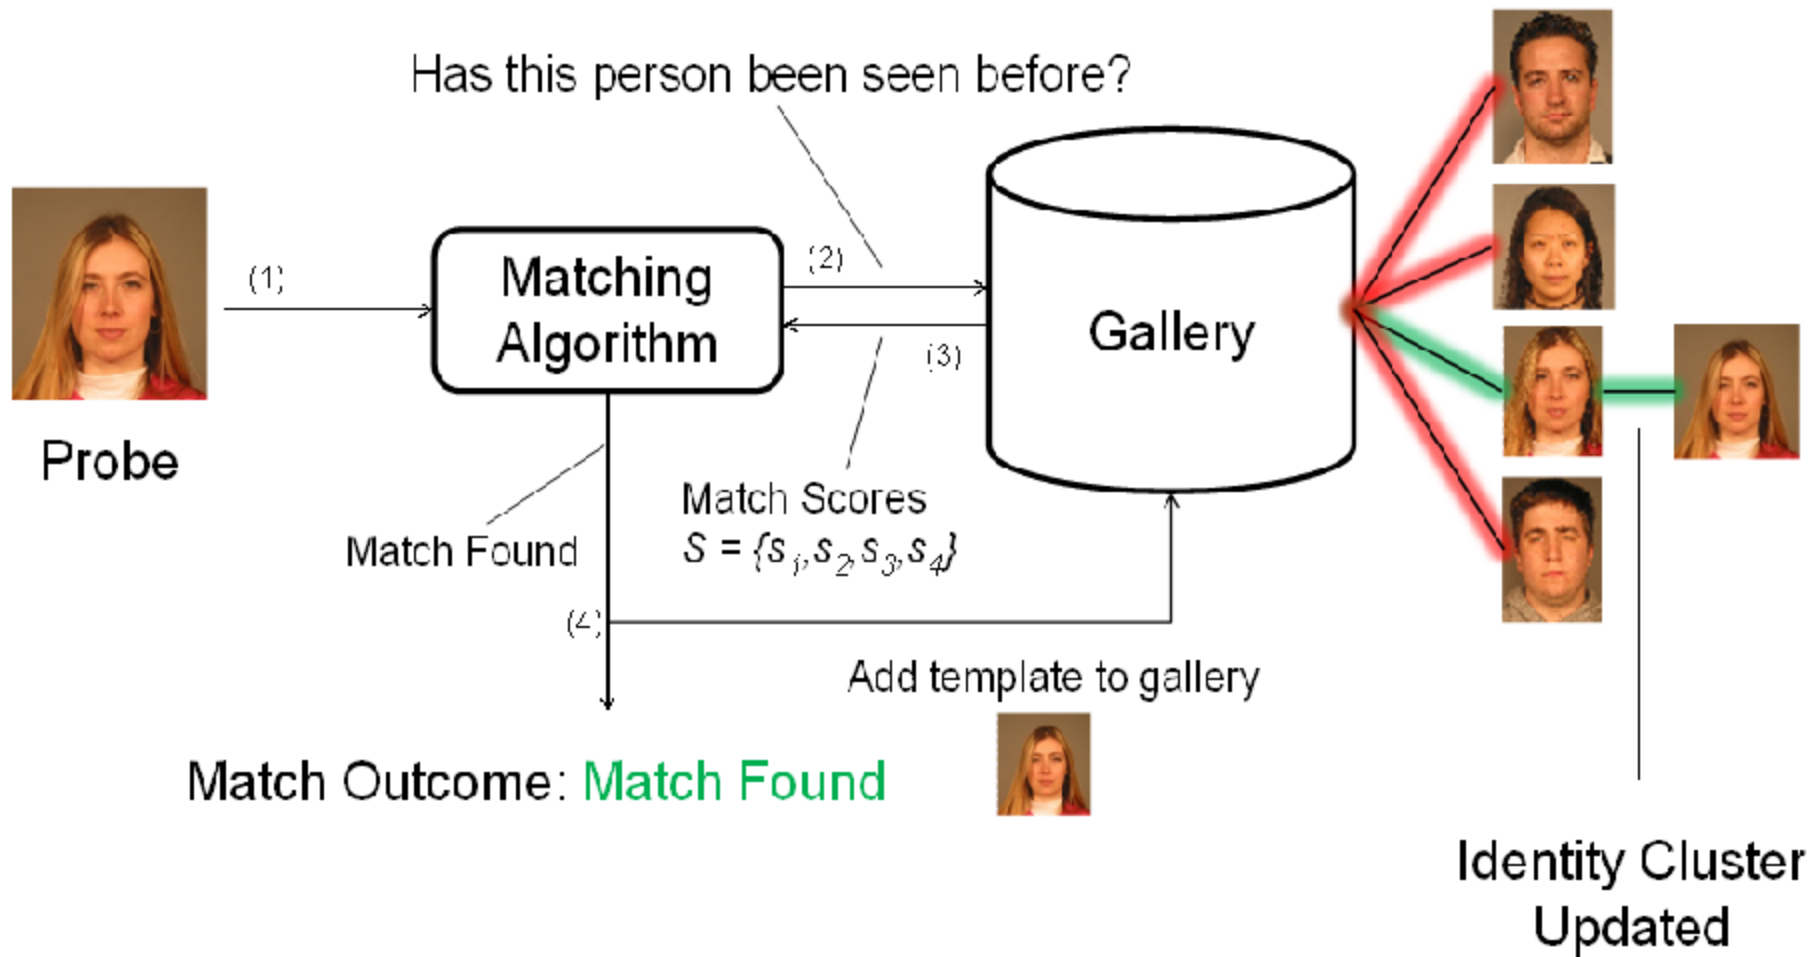 Has this person been seen before?
(1)
Matching
Algorithm
(2)
(3)
Gallery
Probe
Match Scores
S = {s₁,s₂,s₃,s₄}
Match Found
(4)
Add template to gallery
Match Outcome: Match Found
Identity Cluster
Updated